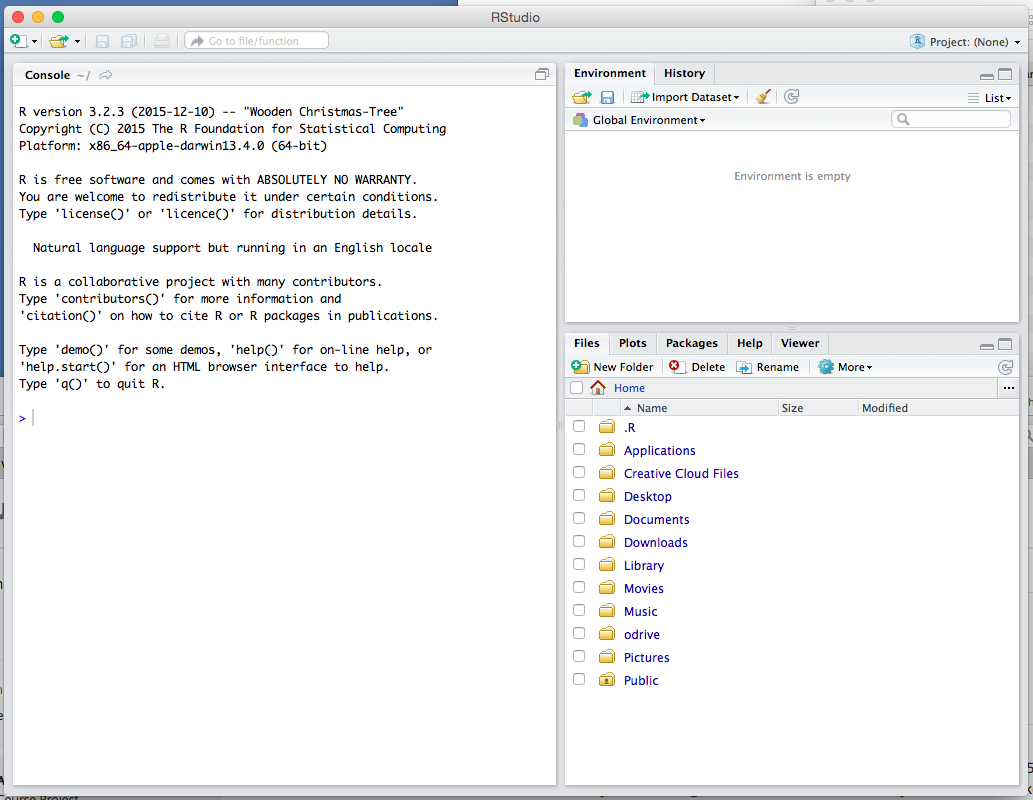 RStudio
Go to file/function
Project: (None)
Console ~/
R version 3.2.3 (2015-12-10) -- "Wooden Christmas-Tree"
Copyright (C) 2015 The R Foundation for Statistical Computing
Platform: x86_64-apple-darwin13.4.0 (64-bit)
R is free software and comes with ABSOLUTELY NO WARRANTY.
You are welcome to redistribute it under certain conditions.
Type 'license()' or 'licence()' for distribution details.
Natural language support but running in an English locale
R is a collaborative project with many contributors.
Type 'contributors()' for more information and
'citation()' on how to cite R or R packages in publications.
Type 'demo()' for some demos, 'help()' for on-line help, or
'help.start()' for an HTML browser interface to help.
Type 'q()' to quit R.
>
Environment History
Import Dataset List
Global Environment
Environment is empty
Files Plots Packages Help Viewer
New Folder Delete Rename More
Home ...
Name Size Modified
.R
Applications
Creative Cloud Files
Desktop
Documents
Downloads
Library
Movies
Music
odrive
Pictures
Public